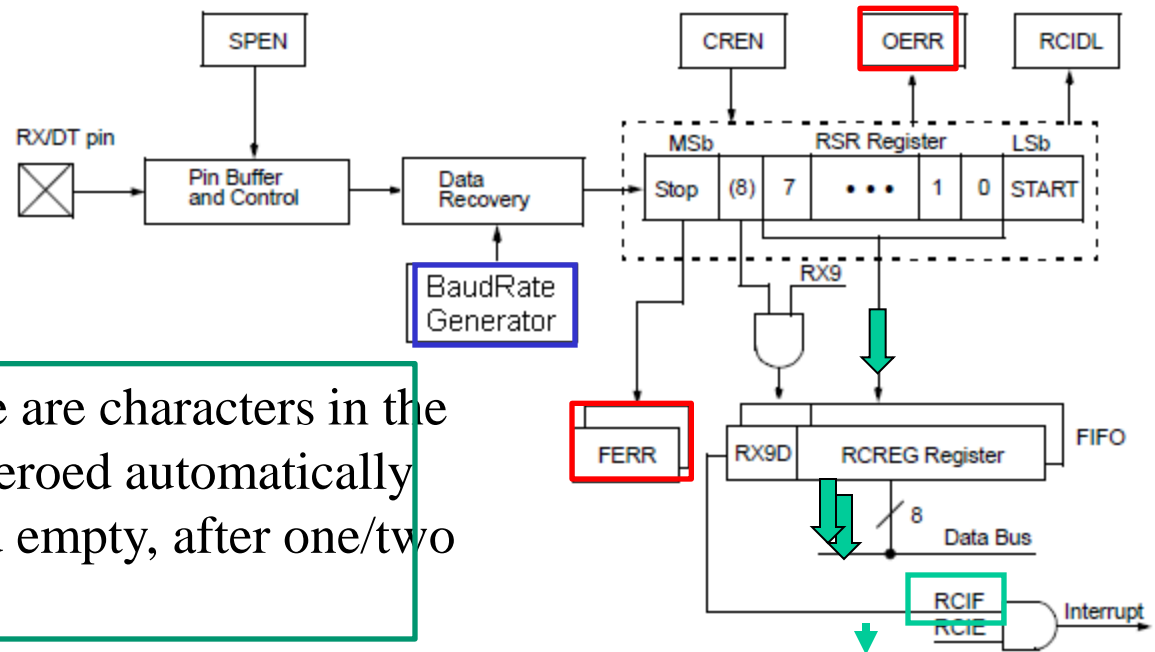 SPEN
CREN
OERR
RCIDL
RX/DT pin
MSb
RSR Register
LSb
Pin Buffer
and Control
Data
Recovery
Stop
(8)
7
• • •
1
0
START
BaudRate
Generator
RX9
e are characters in the
eroed automatically
empty, after one/two
FERR
RX9D
RCREG Register
FIFO
8
Data Bus
RCIF
RCIE
Interrupt